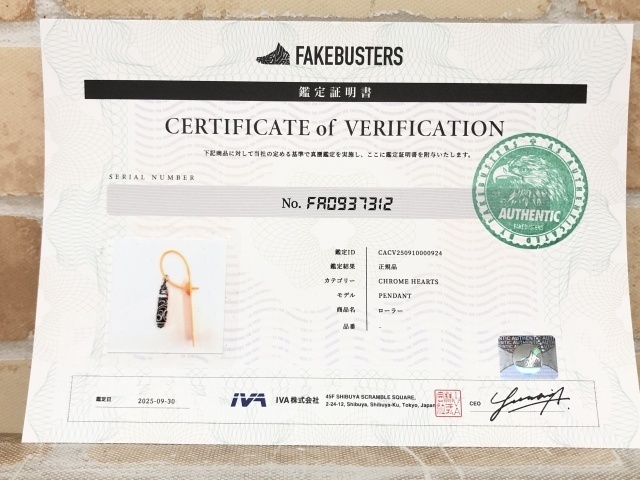 FAKEBUSTERS
鑑定証明書
CERTIFICATE of VERIFICATION
下記商品に対して当社の定める基準で真贋鑑定を実施し、ここに鑑定証明書を附与いたします。
SERIAL NUMBER
No. FA0937312
AUTHENTICATED BY FAKEBUSTERS
AUTHENTIC
FAKEBUSTERS
鑑定ID CACV250910000924
鑑定結果 正規品
カテゴリー CHROME HEARTS
モデル PENDANT
商品名 ローラー
品番 -
AUTHENTIC
鑑定日 2025-09-30
IVA IVA株式会社
45F SHIBUYA SCRAMBLE SQUARE,
2-24-12, Shibuya, Shibuya-Ku, Tokyo, Japan
CEO